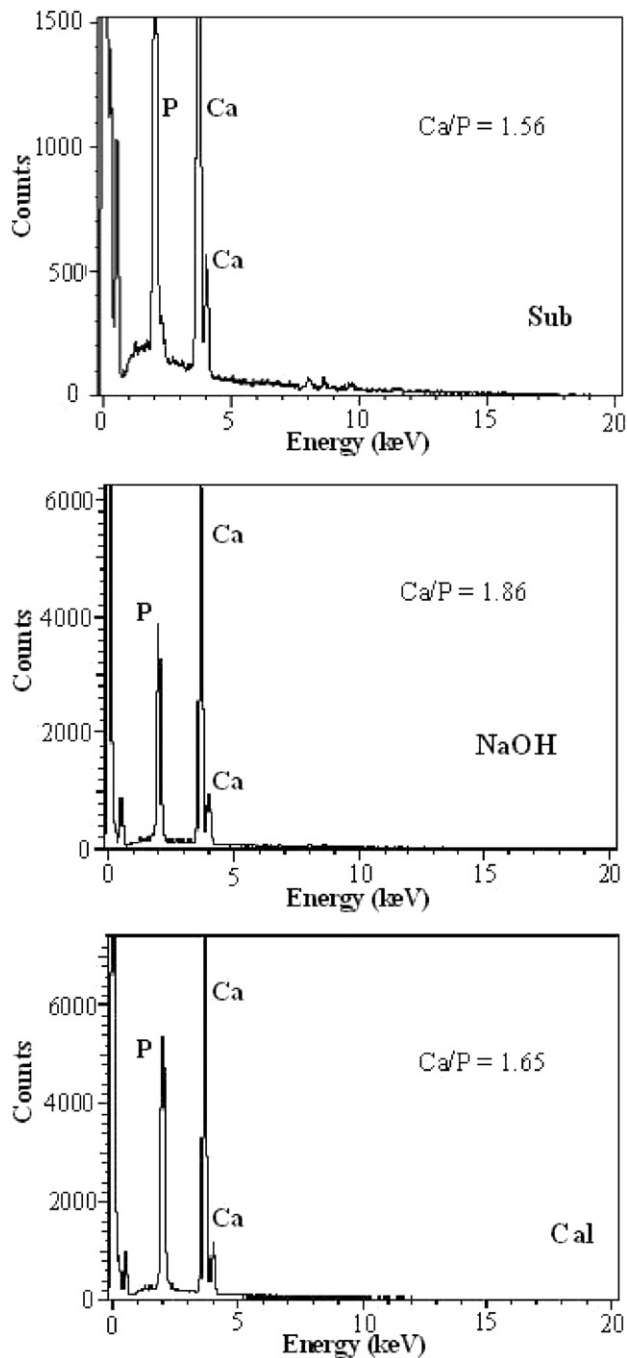 1500
P
Ca
Ca/P = 1.56
1000
Counts
Ca
500
Sub
0
0
5
10
15
20
Energy (keV)
6000
Ca
Ca/P = 1.86
P
4000
Counts
2000
NaOH
Ca
0
0
5
10
15
20
Energy (keV)
6000
Ca
P
Ca/P = 1.65
4000
Counts
2000
Ca
Cal
0
0
5
10
15
20
Energy (keV)